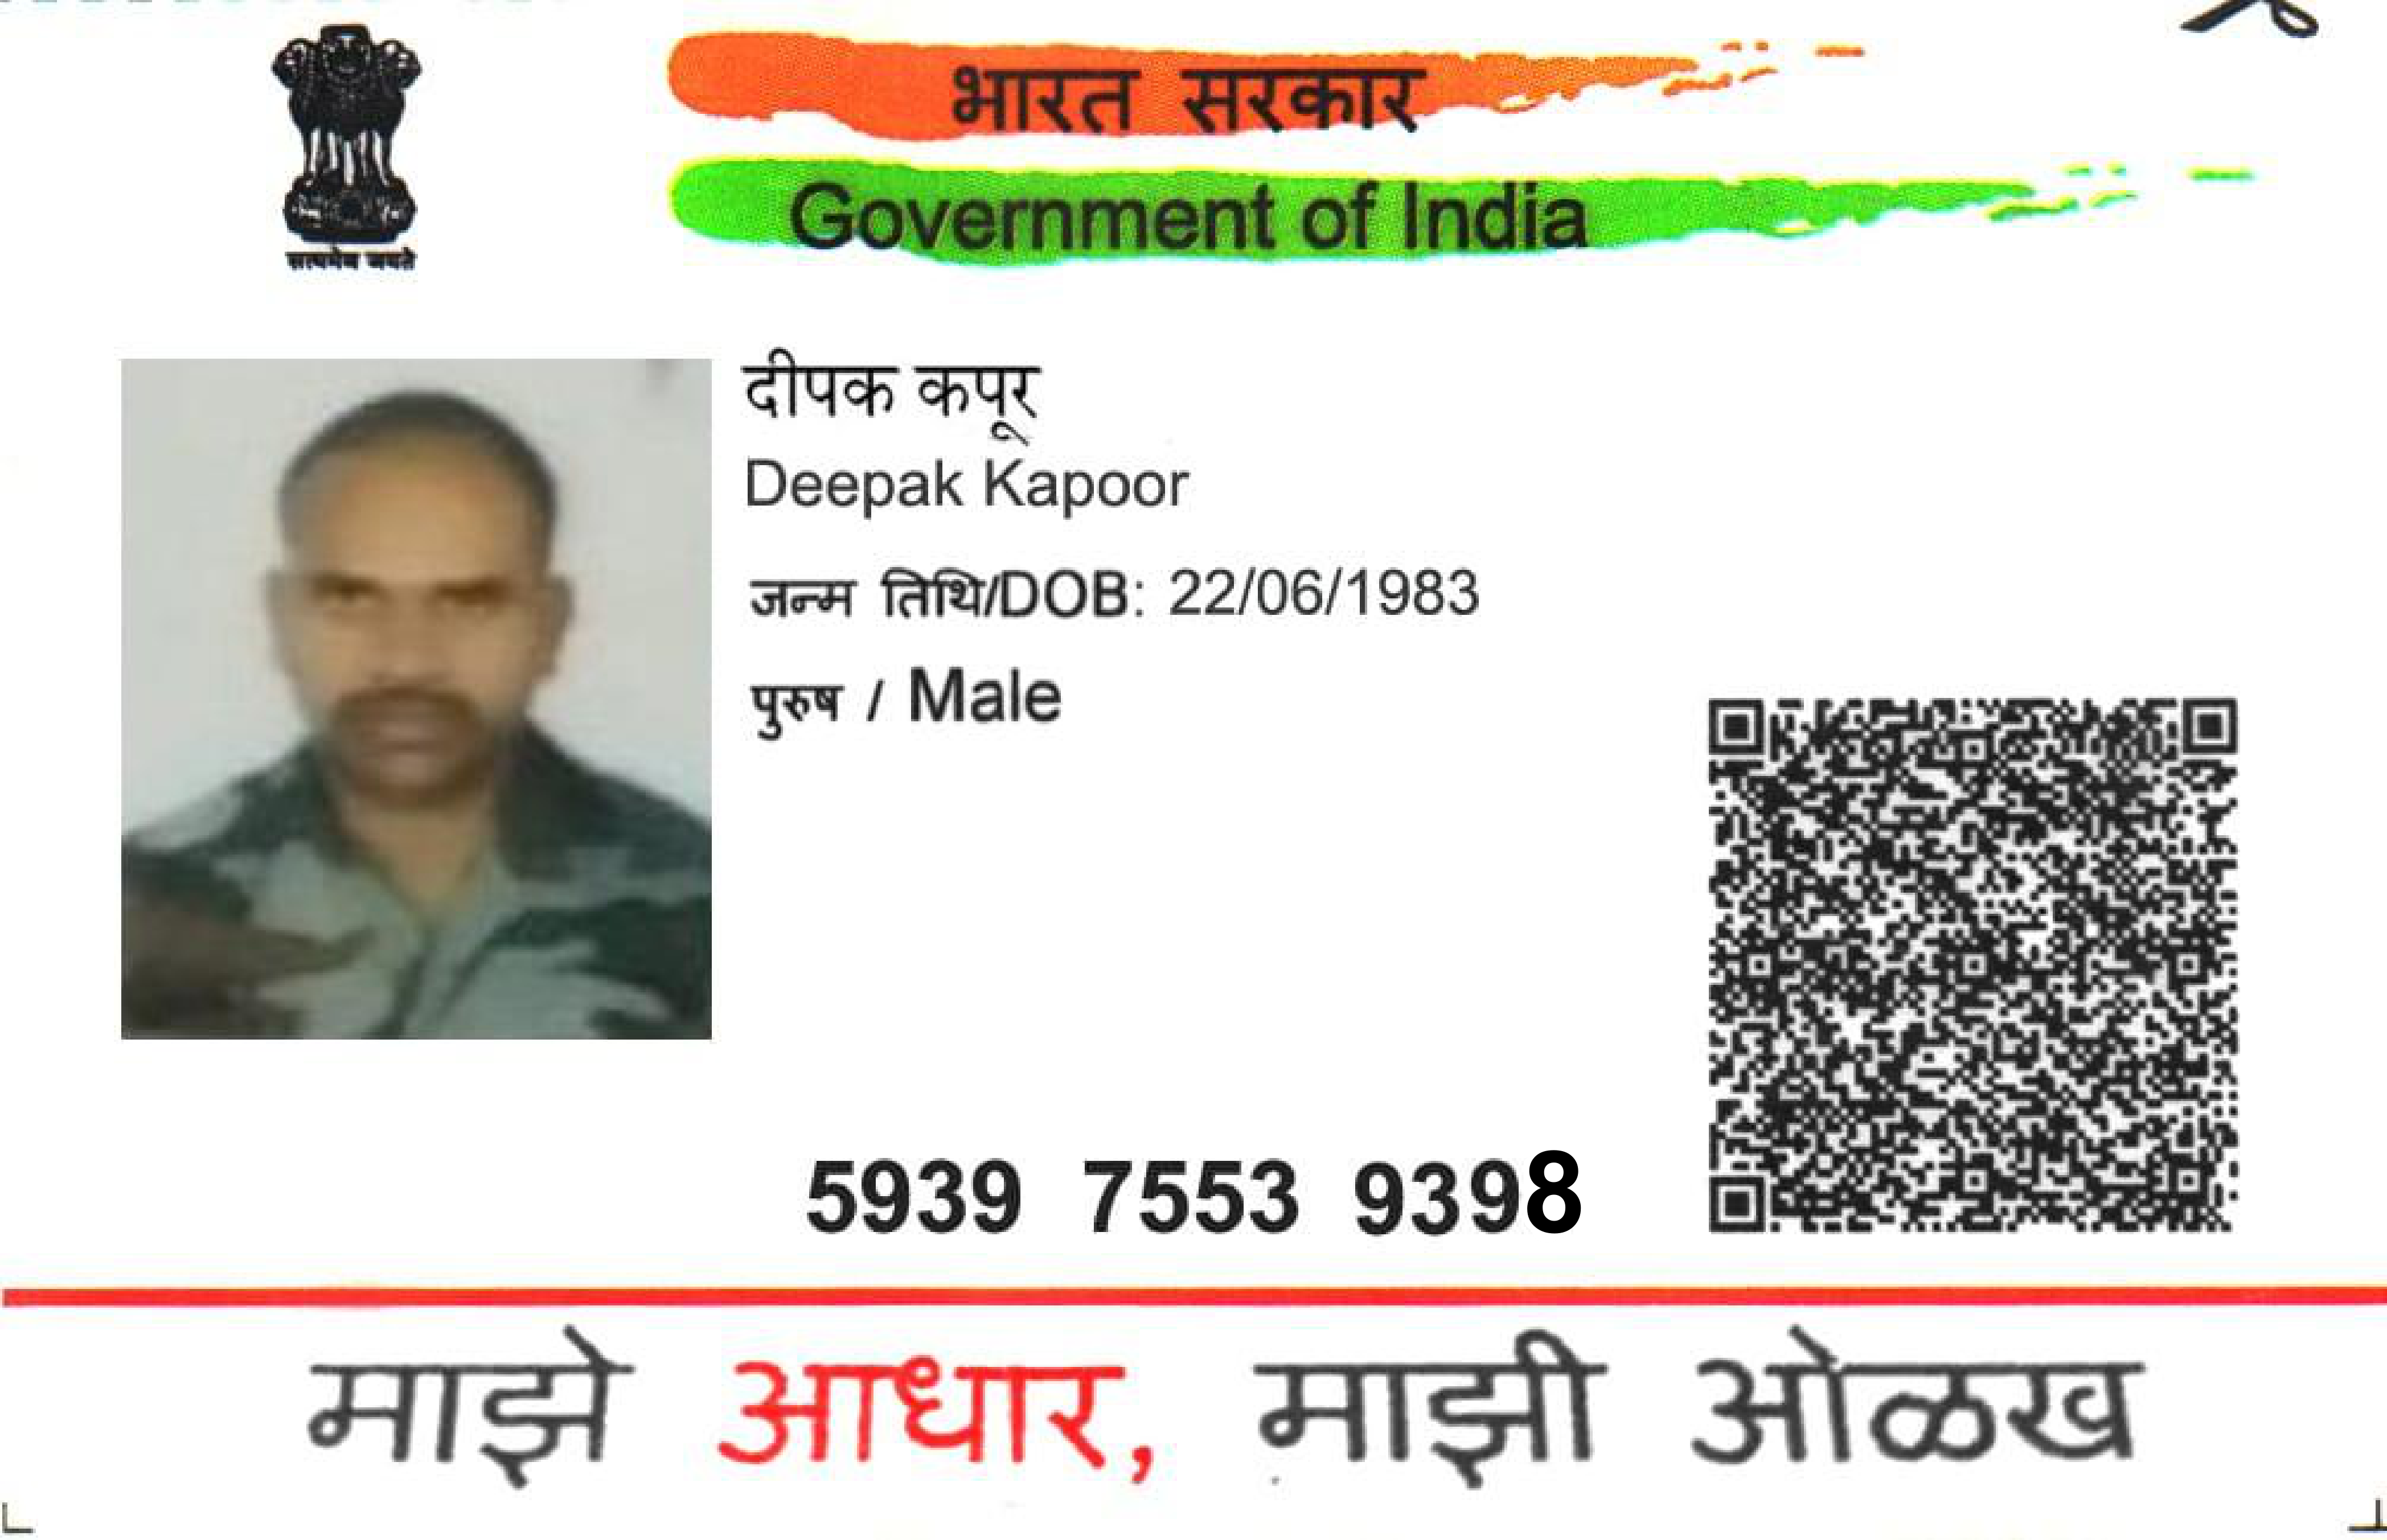 भारत सरकार
Government of India
सत्यमेव जयते
दीपक कपूर
Deepak Kapoor
जन्म तिथि/DOB: 22/06/1983
पुरुष / Male
5939 7553 9398
माझे आधार, माझी ओळख